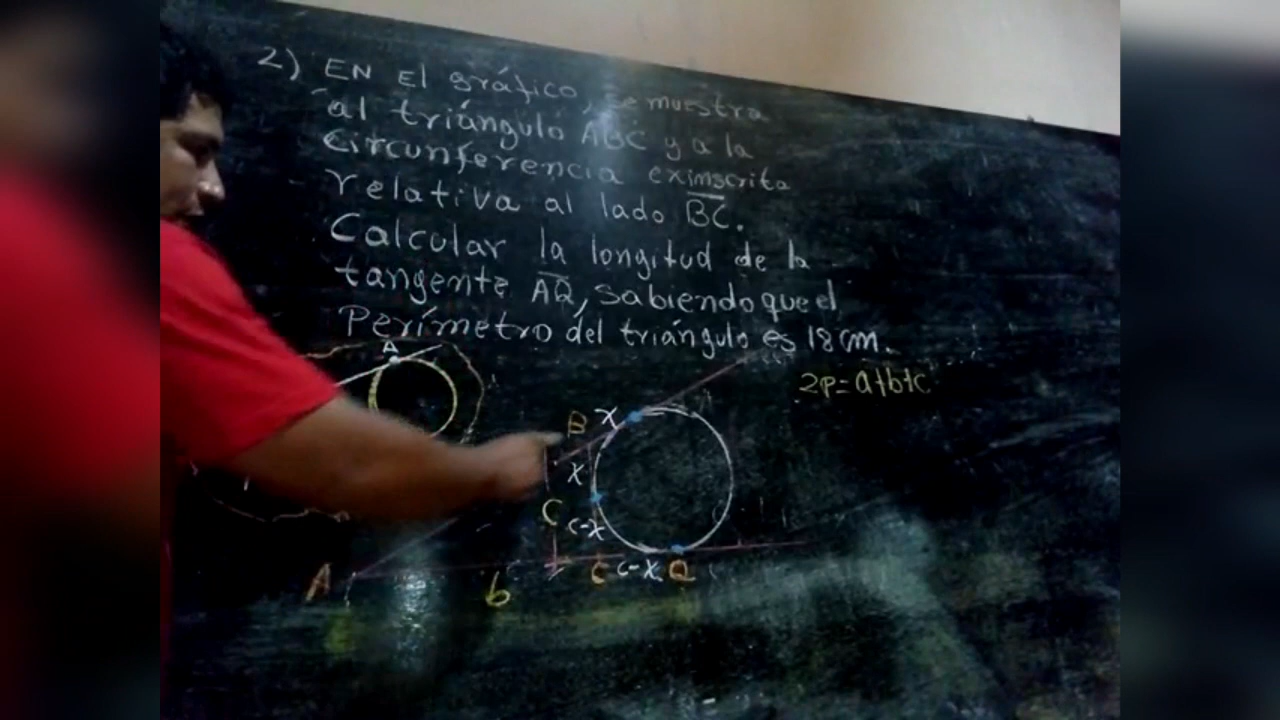 2) EN El gráfico, se muestra
al triángulo ABC y a la
Circunferencia exinscrita
relativa al lado BC.
Calcular la longitud de la
tangente AQ, sabiendo que el
Perímetro del triángulo es 18 cm.
2P=a+b+c
A
B
x
x
C
c-x
A
b
C
c-x
Q